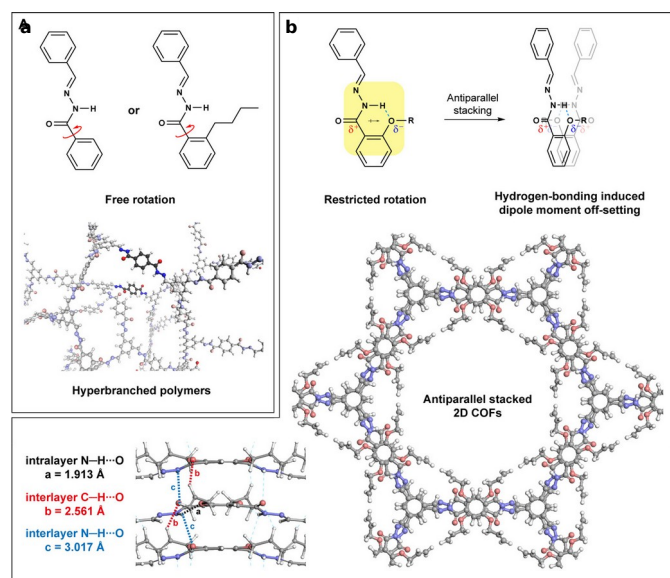 a
A
N
N
H
O
or
N
N
H
O
Free rotation
Hyperbranched polymers
b
N
N
H
O
O
R
δ+
δ−
Antiparallel
stacking
N
N
H
O
O
R
O
Restricted rotation
Hydrogen-bonding induced
dipole moment off-setting
Antiparallel stacked
2D COFs
intralayer N—H···O
a = 1.913 Å
interlayer C—H···O
b = 2.561 Å
interlayer N—H···O
c = 3.017 Å
b
c
a
b
c